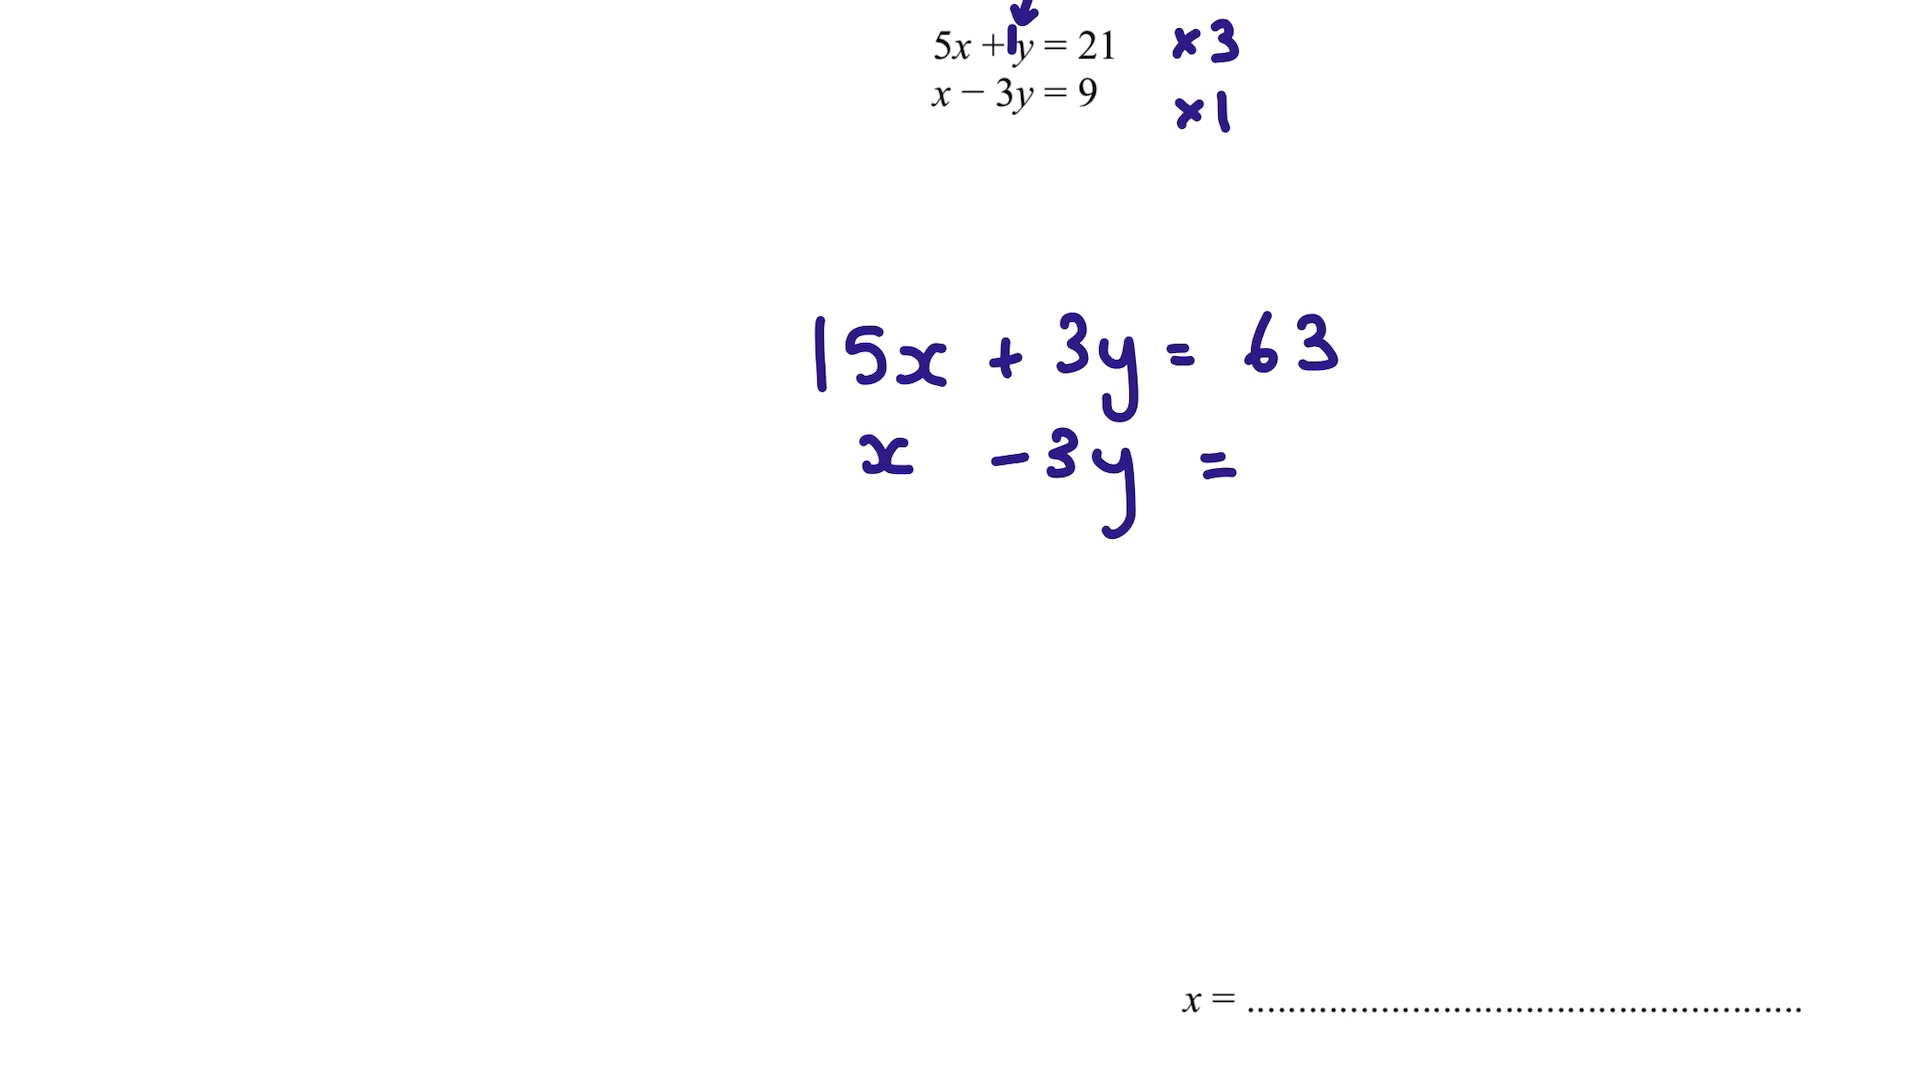 5x + 1y = 21 ×3
x − 3y = 9 ×1
15x + 3y = 63
x − 3y =
x = ......................................................